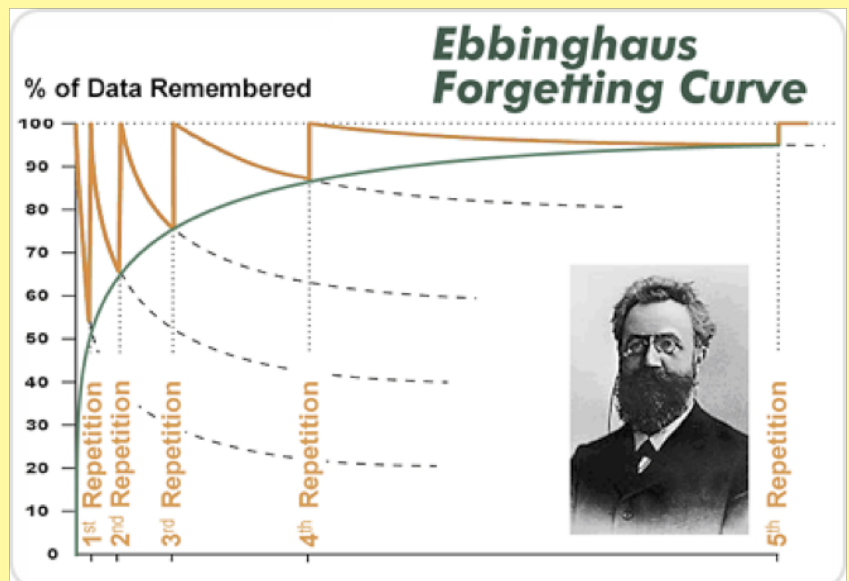 Ebbinghaus
Forgetting Curve
% of Data Remembered
100
90
80
70
60
50
40
30
20
10
0
1st Repetition
2nd Repetition
3rd Repetition
4th Repetition
5th Repetition